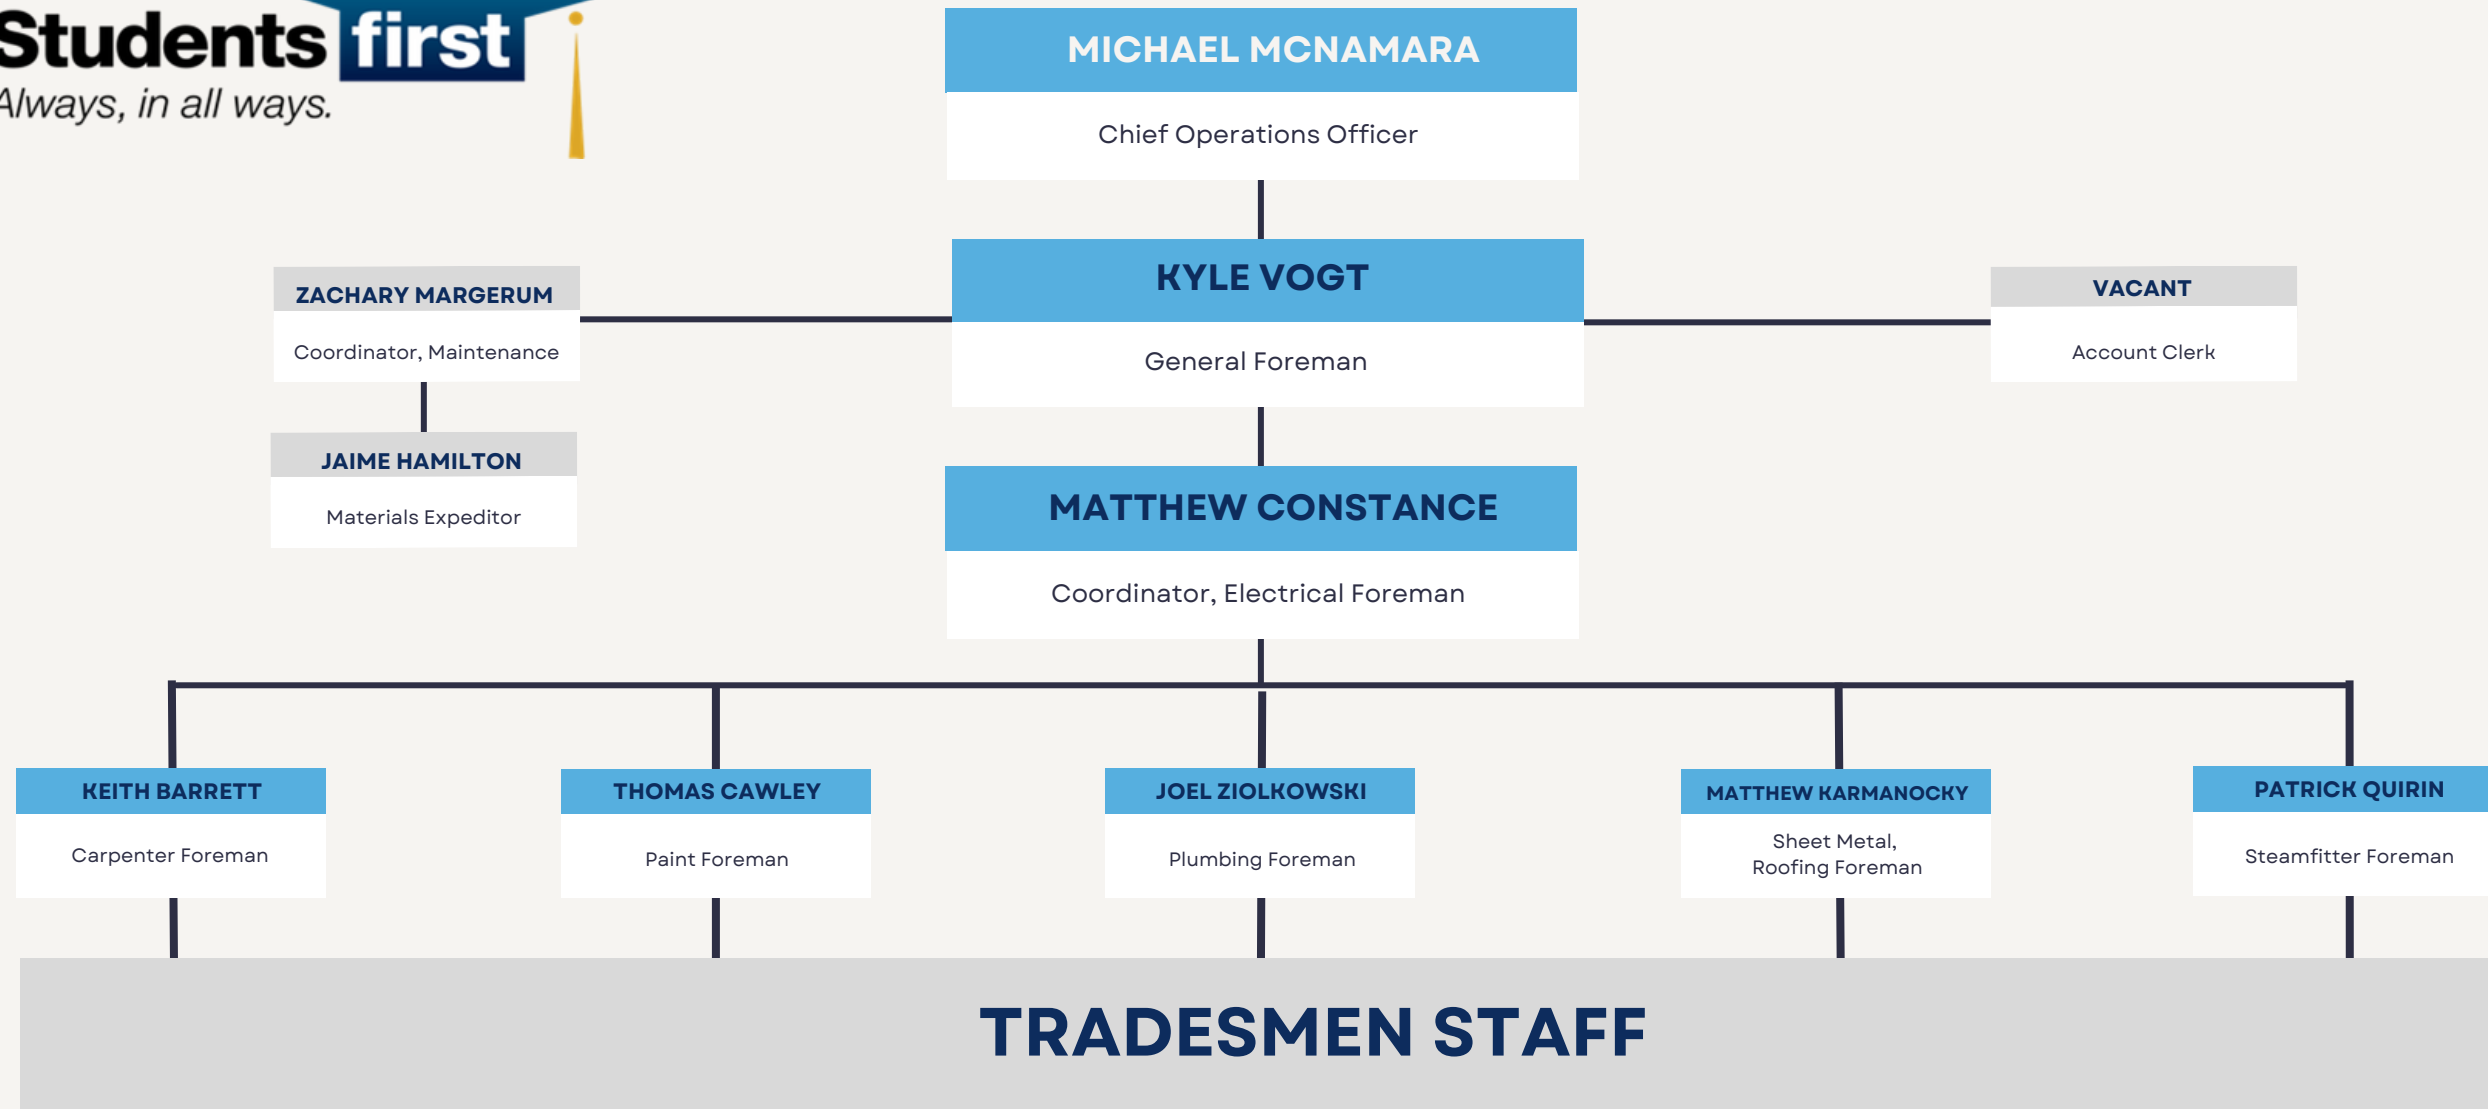 Students first
Always, in all ways.
MICHAEL MCNAMARA
Chief Operations Officer
ZACHARY MARGERUM
Coordinator, Maintenance
KYLE VOGT
General Foreman
VACANT
Account Clerk
JAIME HAMILTON
Materials Expeditor
MATTHEW CONSTANCE
Coordinator, Electrical Foreman
KEITH BARRETT
Carpenter Foreman
THOMAS CAWLEY
Paint Foreman
JOEL ZIOLKOWSKI
Plumbing Foreman
MATTHEW KARMANOCKY
Sheet Metal,
Roofing Foreman
PATRICK QUIRIN
Steamfitter Foreman
TRADESMEN STAFF